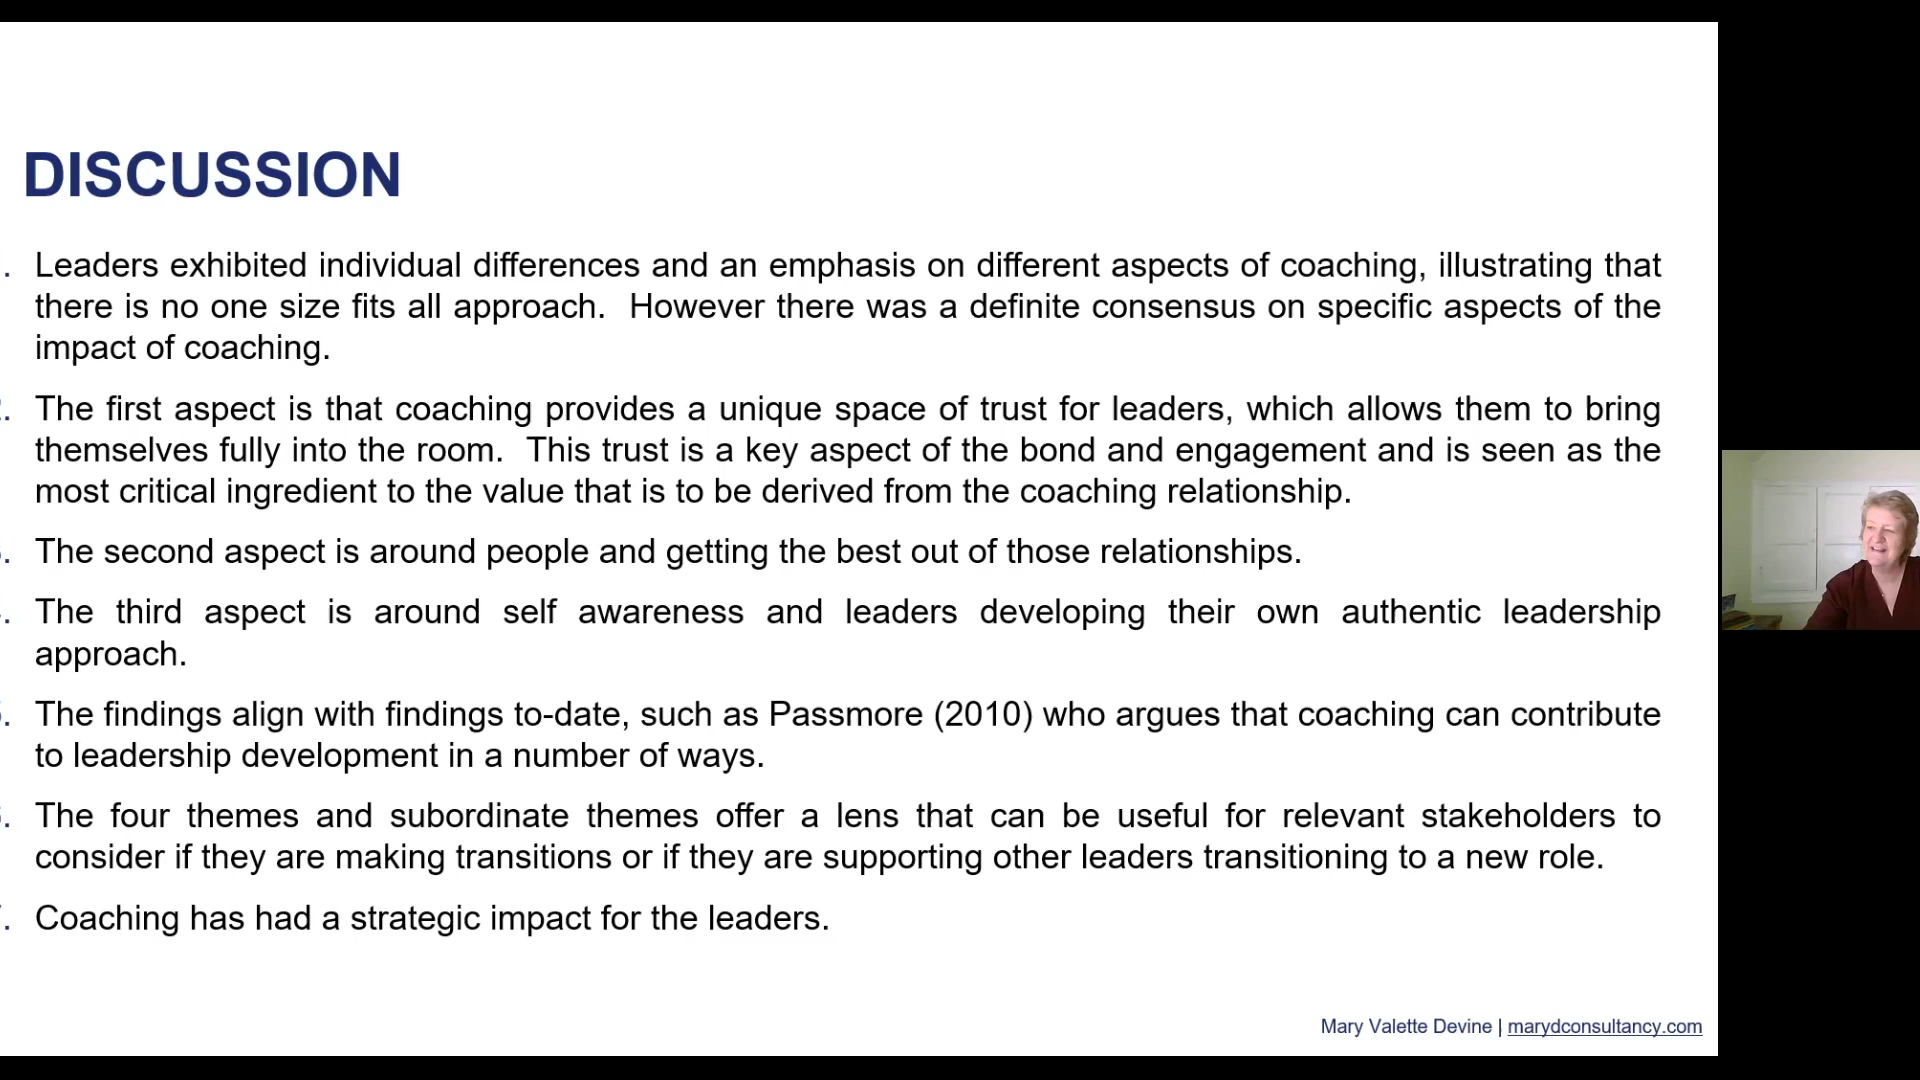 DISCUSSION
. Leaders exhibited individual differences and an emphasis on different aspects of coaching, illustrating that
there is no one size fits all approach.  However there was a definite consensus on specific aspects of the
impact of coaching.
. The first aspect is that coaching provides a unique space of trust for leaders, which allows them to bring
themselves fully into the room.  This trust is a key aspect of the bond and engagement and is seen as the
most critical ingredient to the value that is to be derived from the coaching relationship.
. The second aspect is around people and getting the best out of those relationships.
. The third aspect is around self awareness and leaders developing their own authentic leadership
approach.
. The findings align with findings to-date, such as Passmore (2010) who argues that coaching can contribute
to leadership development in a number of ways.
. The four themes and subordinate themes offer a lens that can be useful for relevant stakeholders to
consider if they are making transitions or if they are supporting other leaders transitioning to a new role.
. Coaching has had a strategic impact for the leaders.
Mary Valette Devine | marydconsultancy.com